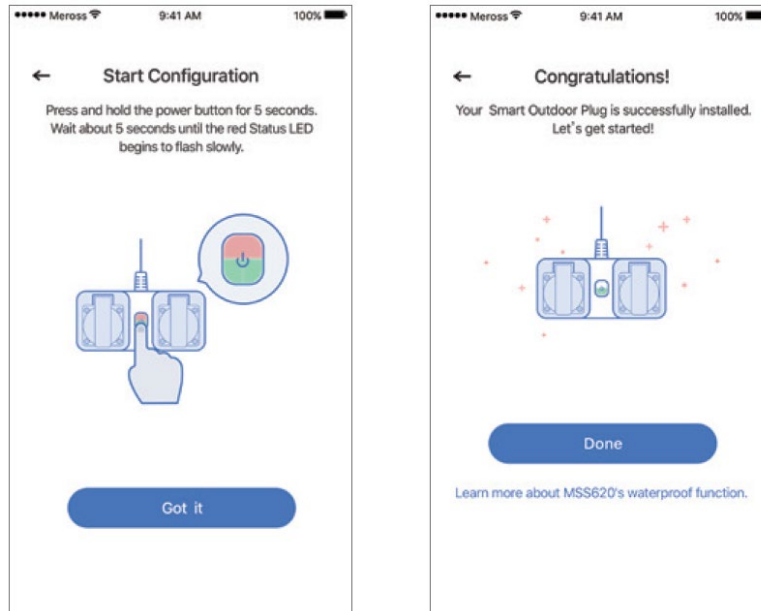 Meross 9:41 AM 100%
Start Configuration
Press and hold the power button for 5 seconds.
Wait about 5 seconds until the red Status LED
begins to flash slowly.
Got it
Meross 9:41 AM 100%
Congratulations!
Your Smart Outdoor Plug is successfully installed.
Let's get started!
Done
Learn more about MSS620's waterproof function.